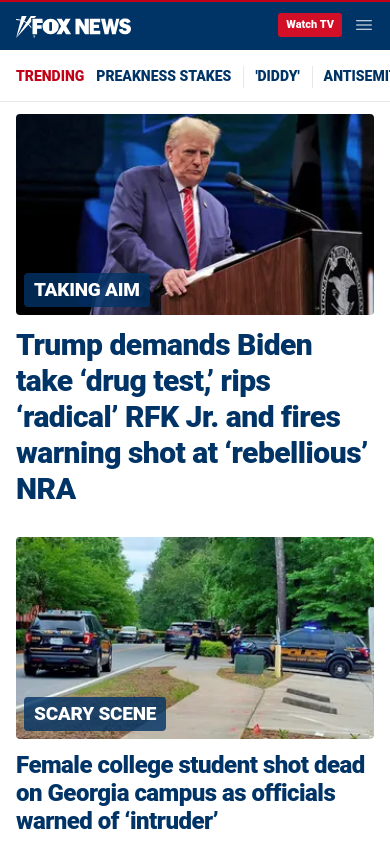 FOX NEWS
Watch TV
TRENDING PREAKNESS STAKES 'DIDDY' ANTISEMI
TAKING AIM
Trump demands Biden
take ‘drug test,’ rips
‘radical’ RFK Jr. and fires
warning shot at ‘rebellious’
NRA
SCARY SCENE
Female college student shot dead
on Georgia campus as officials
warned of ‘intruder’